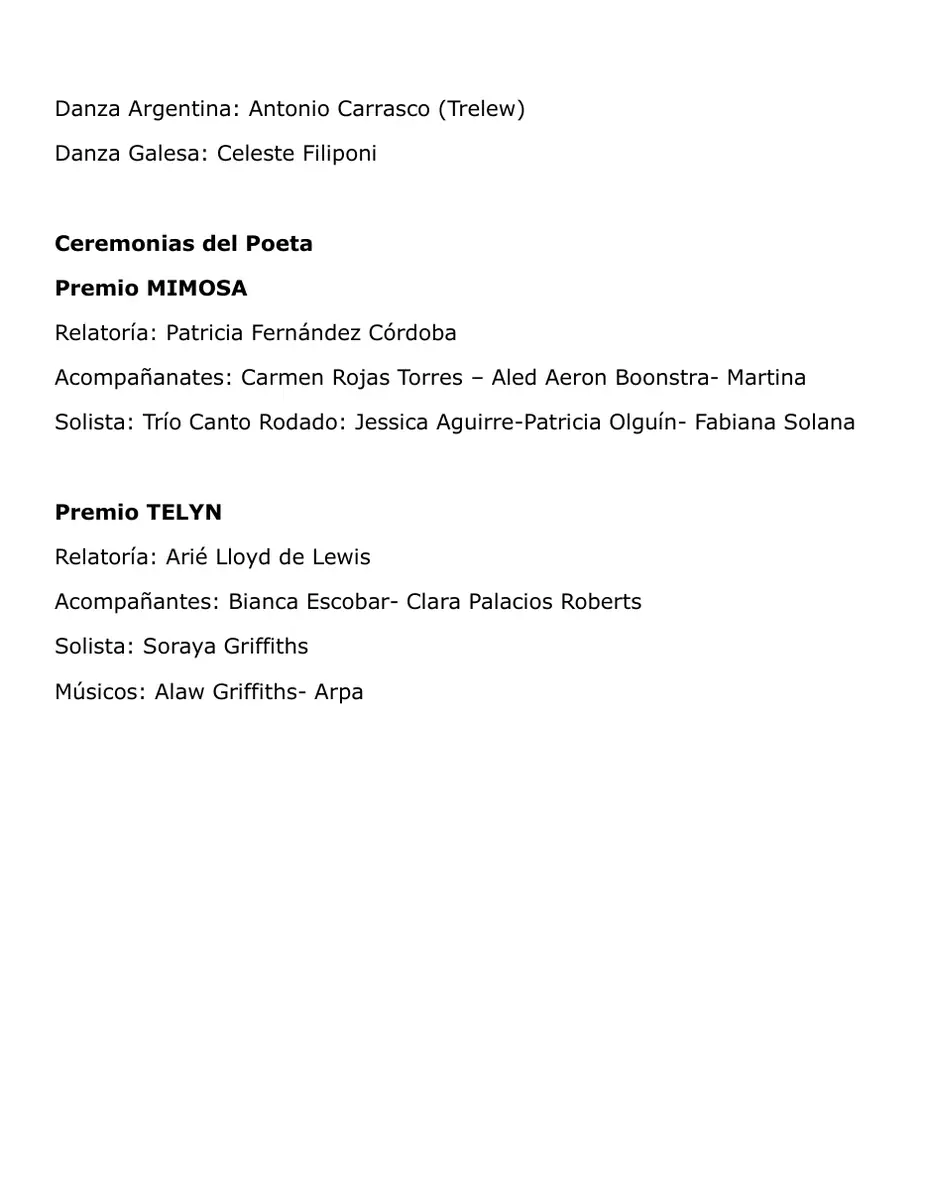 Danza Argentina: Antonio Carrasco (Trelew)
Danza Galesa: Celeste Filiponi
Ceremonias del Poeta
Premio MIMOSA
Relatoría: Patricia Fernández Córdoba
Acompañanates: Carmen Rojas Torres – Aled Aeron Boonstra- Martina
Solista: Trío Canto Rodado: Jessica Aguirre-Patricia Olguín- Fabiana Solana
Premio TELYN
Relatoría: Arié Lloyd de Lewis
Acompañantes: Bianca Escobar- Clara Palacios Roberts
Solista: Soraya Griffiths
Músicos: Alaw Griffiths- Arpa